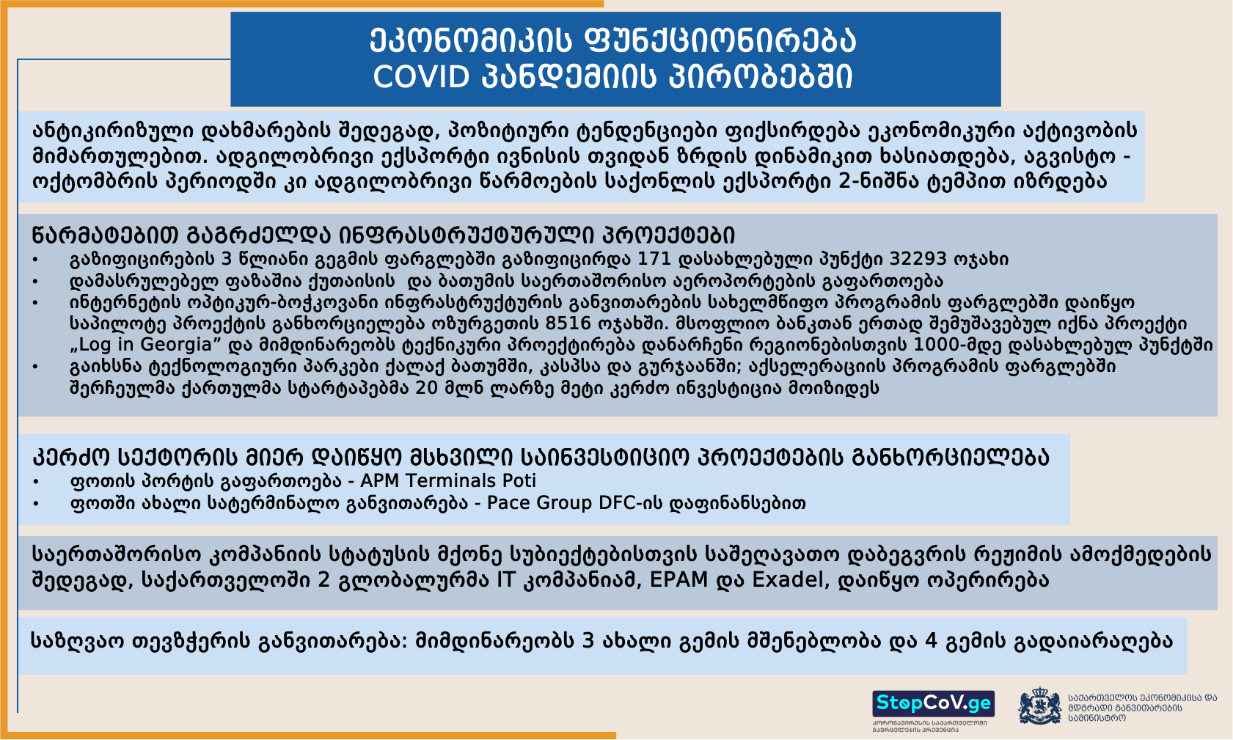 ეკონომიკის ფუნქციონირება
COVID პანდემიის პირობებში
ანტიკირიზული დახმარების შედეგად, პოზიტიური ტენდენციები ფიქსირდება ეკონომიკური აქტივობის
მიმართულებით. ადგილობრივი ექსპორტი ივნისის თვიდან ზრდის დინამიკით ხასიათდება, აგვისტო -
ოქტომბრის პერიოდში კი ადგილობრივი წარმოების საქონლის ექსპორტი 2-ნიშნა ტემპით იზრდება
წარმატებით გაგრძელდა ინფრასტრუქტურული პროექტები
• გაზიფიცირების 3 წლიანი გეგმის ფარგლებში გაზიფიცირდა 171 დასახლებული პუნქტი 32293 ოჯახი
• დამასრულებელ ფაზაშია ქუთაისის და ბათუმის საერთაშორისო აეროპორტების გაფართოება
• ინტერნეტის ოპტიკურ-ბოჭკოვანი ინფრასტრუქტურის განვითარების სახელმწიფო პროგრამის ფარგლებში დაიწყო
საპილოტე პროექტის განხორციელება ოზურგეთის 8516 ოჯახში. მსოფლიო ბანკთან ერთად შემუშავებულ იქნა პროექტი
„Log in Georgia” და მიმდინარეობს ტექნიკური პროექტირება დანარჩენი რეგიონებისთვის 1000-მდე დასახლებულ პუნქტში
• გაიხსნა ტექნოლოგიური პარკები ქალაქ ბათუმში, კასპსა და გურჯაანში; აქსელერაციის პროგრამის ფარგლებში
შერჩეულმა ქართულმა სტარტაპებმა 20 მლნ ლარზე მეტი კერძო ინვესტიცია მოიზიდეს
კერძო სექტორის მიერ დაიწყო მსხვილი საინვესტიციო პროექტების განხორციელება
• ფოთის პორტის გაფართოება - APM Terminals Poti
• ფოთში ახალი სატერმინალო განვითარება - Pace Group DFC-ის დაფინანსებით
საერთაშორისო კომპანიის სტატუსის მქონე სუბიექტებისთვის საშეღავათო დაბეგვრის რეჟიმის ამოქმედების
შედეგად, საქართველოში 2 გლობალურმა IT კომპანიამ, EPAM და Exadel, დაიწყო ოპერირება
საზღვაო თევზჭერის განვითარება: მიმდინარეობს 3 ახალი გემის მშენებლობა და 4 გემის გადაიარაღება
StopCoV.ge
კორონავირუსის საქართველოში
გავრცელების პრევენცია
საქართველოს ეკონომიკისა და
მდგრადი განვითარების
სამინისტრო